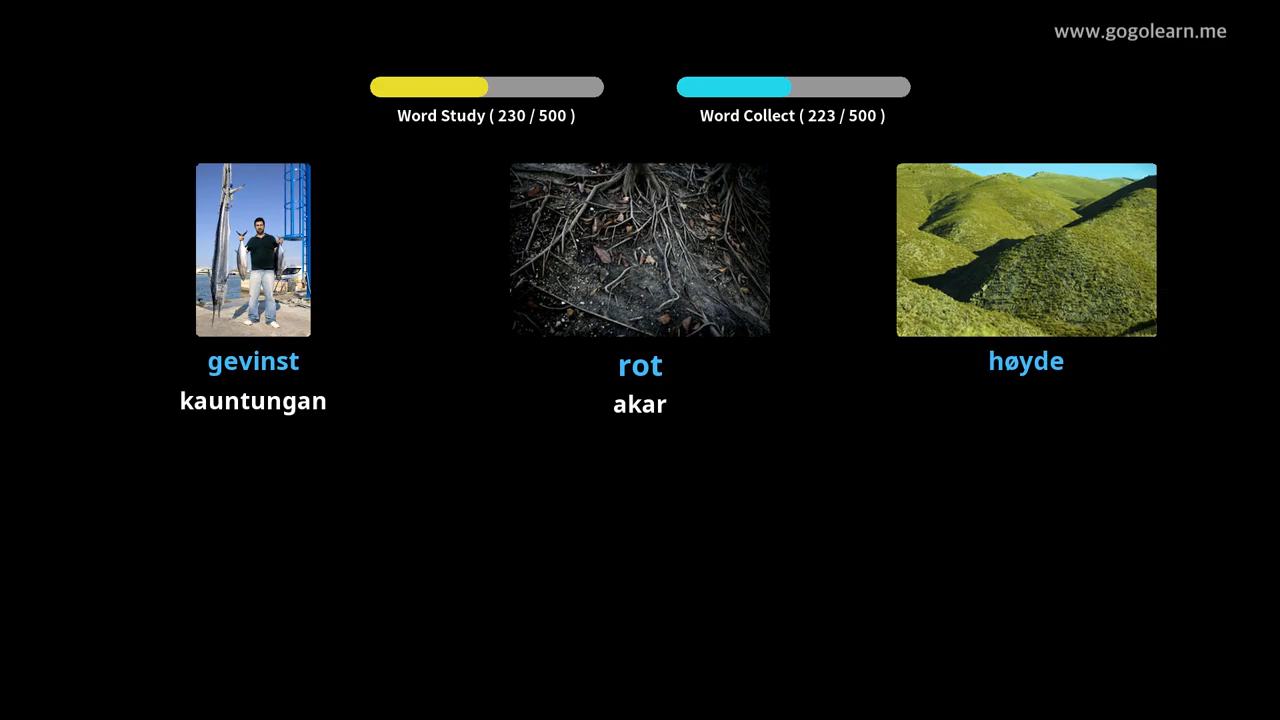 www.gogolearn.me
Word Study ( 230 / 500 )
Word Collect ( 223 / 500 )
gevinst
rot
høyde
kauntungan
akar